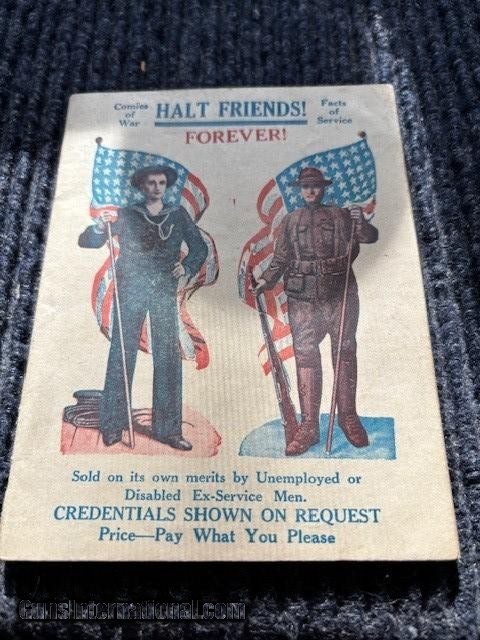 Comics of War
HALT FRIENDS!
Facts of Service
FOREVER!
Sold on its own merits by Unemployed or
Disabled Ex-Service Men.
CREDENTIALS SHOWN ON REQUEST
Price—Pay What You Please
GunsInternational.com